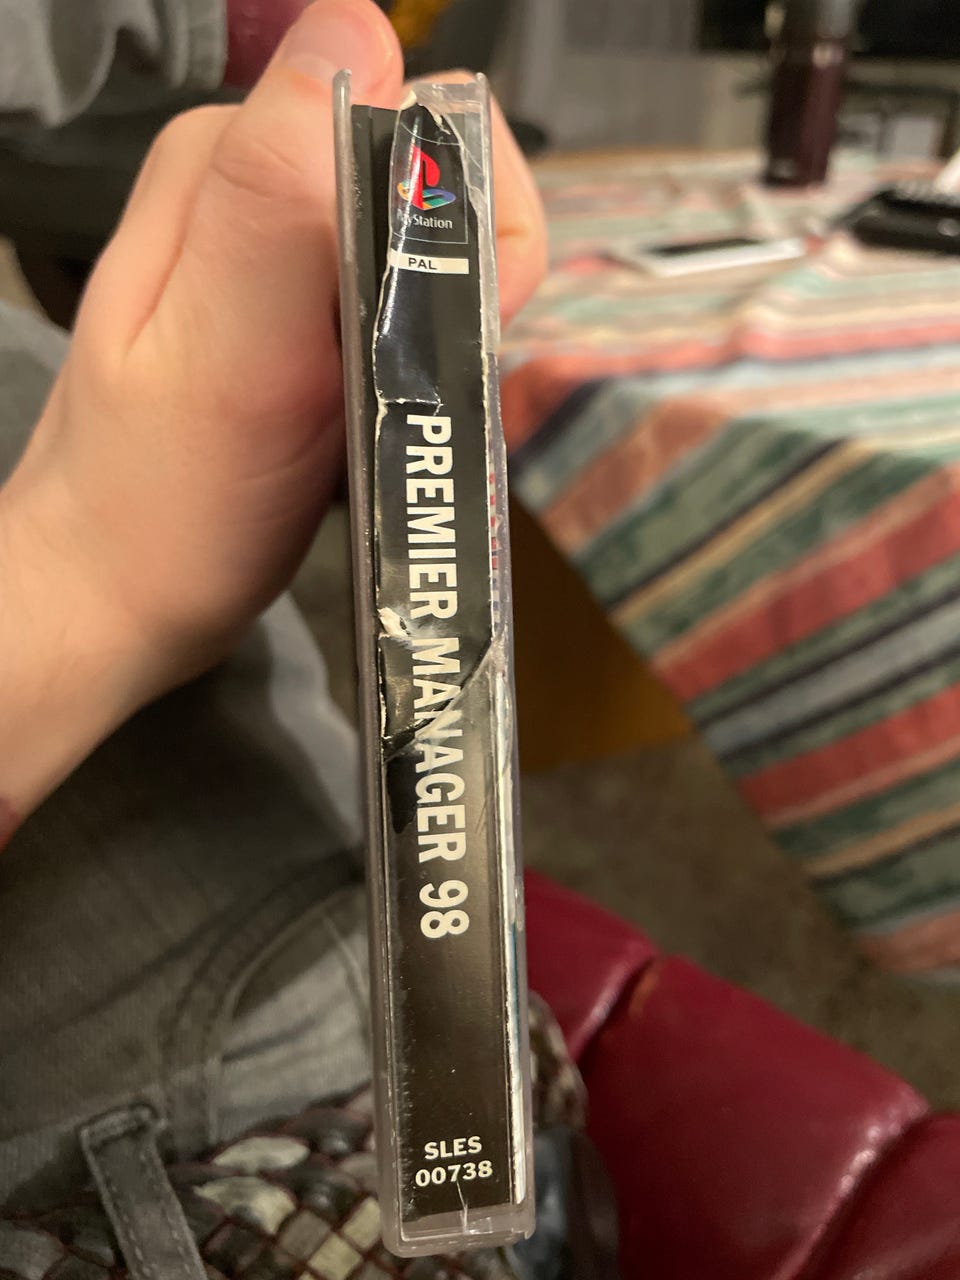 PlayStation
PAL
PREMIER MANAGER 98
SLES
00738